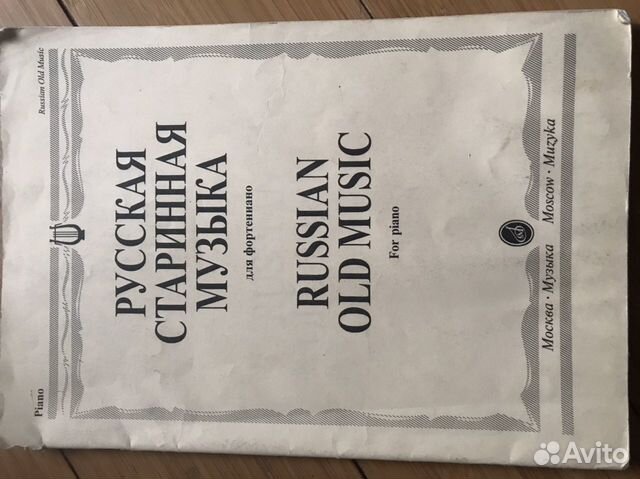 Piano
Russian Old Music
РУССКАЯ
СТАРИННАЯ
МУЗЫКА
для фортепиано
RUSSIAN
OLD MUSIC
For piano
Москва · Музыка Moscow · Muzyka
Avito